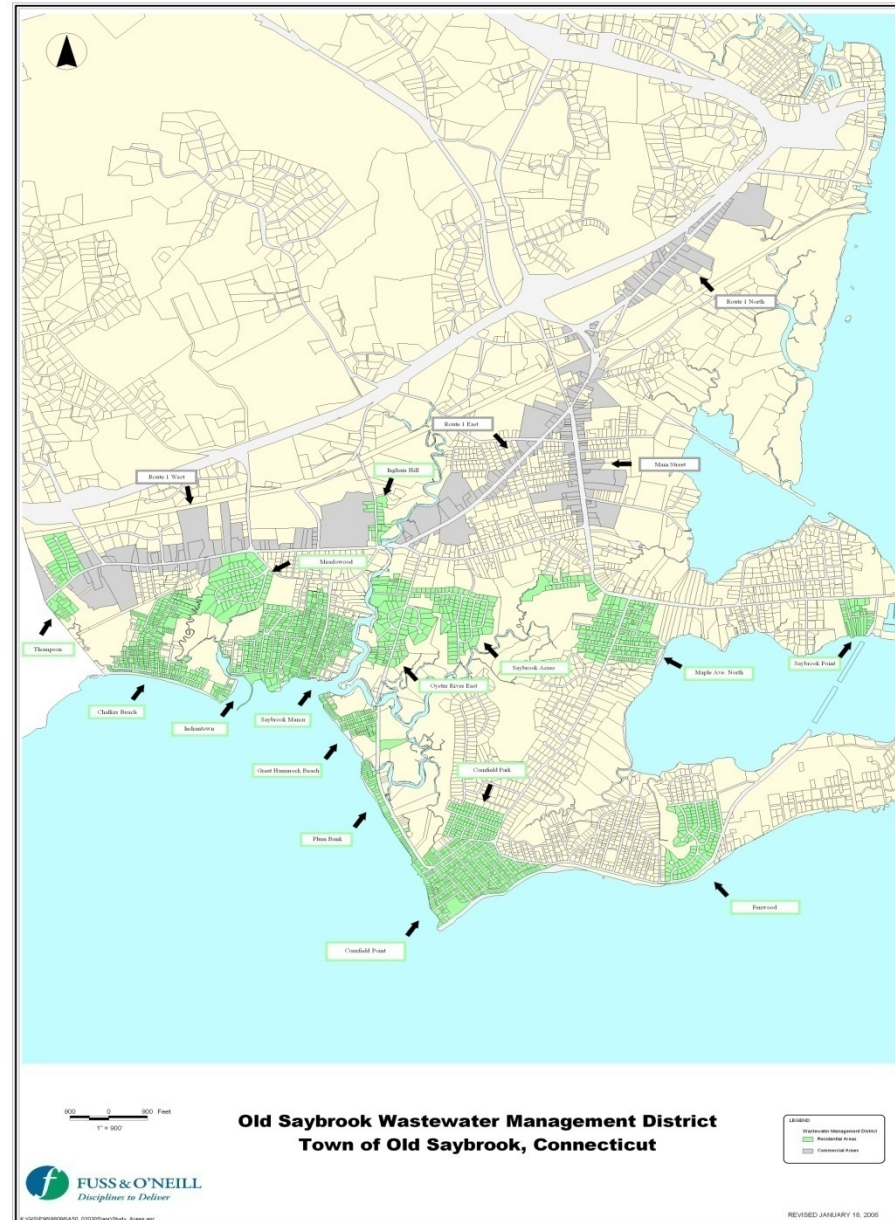 Route 1 North
Route 1 East
Main Street
Ingham Hill
Route 1 West
Meadowood
Thompson
Saybrook Acres
Maple Ave. North
Saybrook Point
Oyster River East
Chalker Beach
Indiantown
Saybrook Manor
Great Hammock Beach
Cornfield Park
Plum Bank
Fenwood
Cornfield Point
900 0 900 Feet
1" = 900'
Old Saybrook Wastewater Management District
Town of Old Saybrook, Connecticut
LEGEND
Wastewater Management District
Residential Areas
Commercial Areas
FUSS & O'NEILL
Disciplines to Deliver
REVISED JANUARY 18, 2006